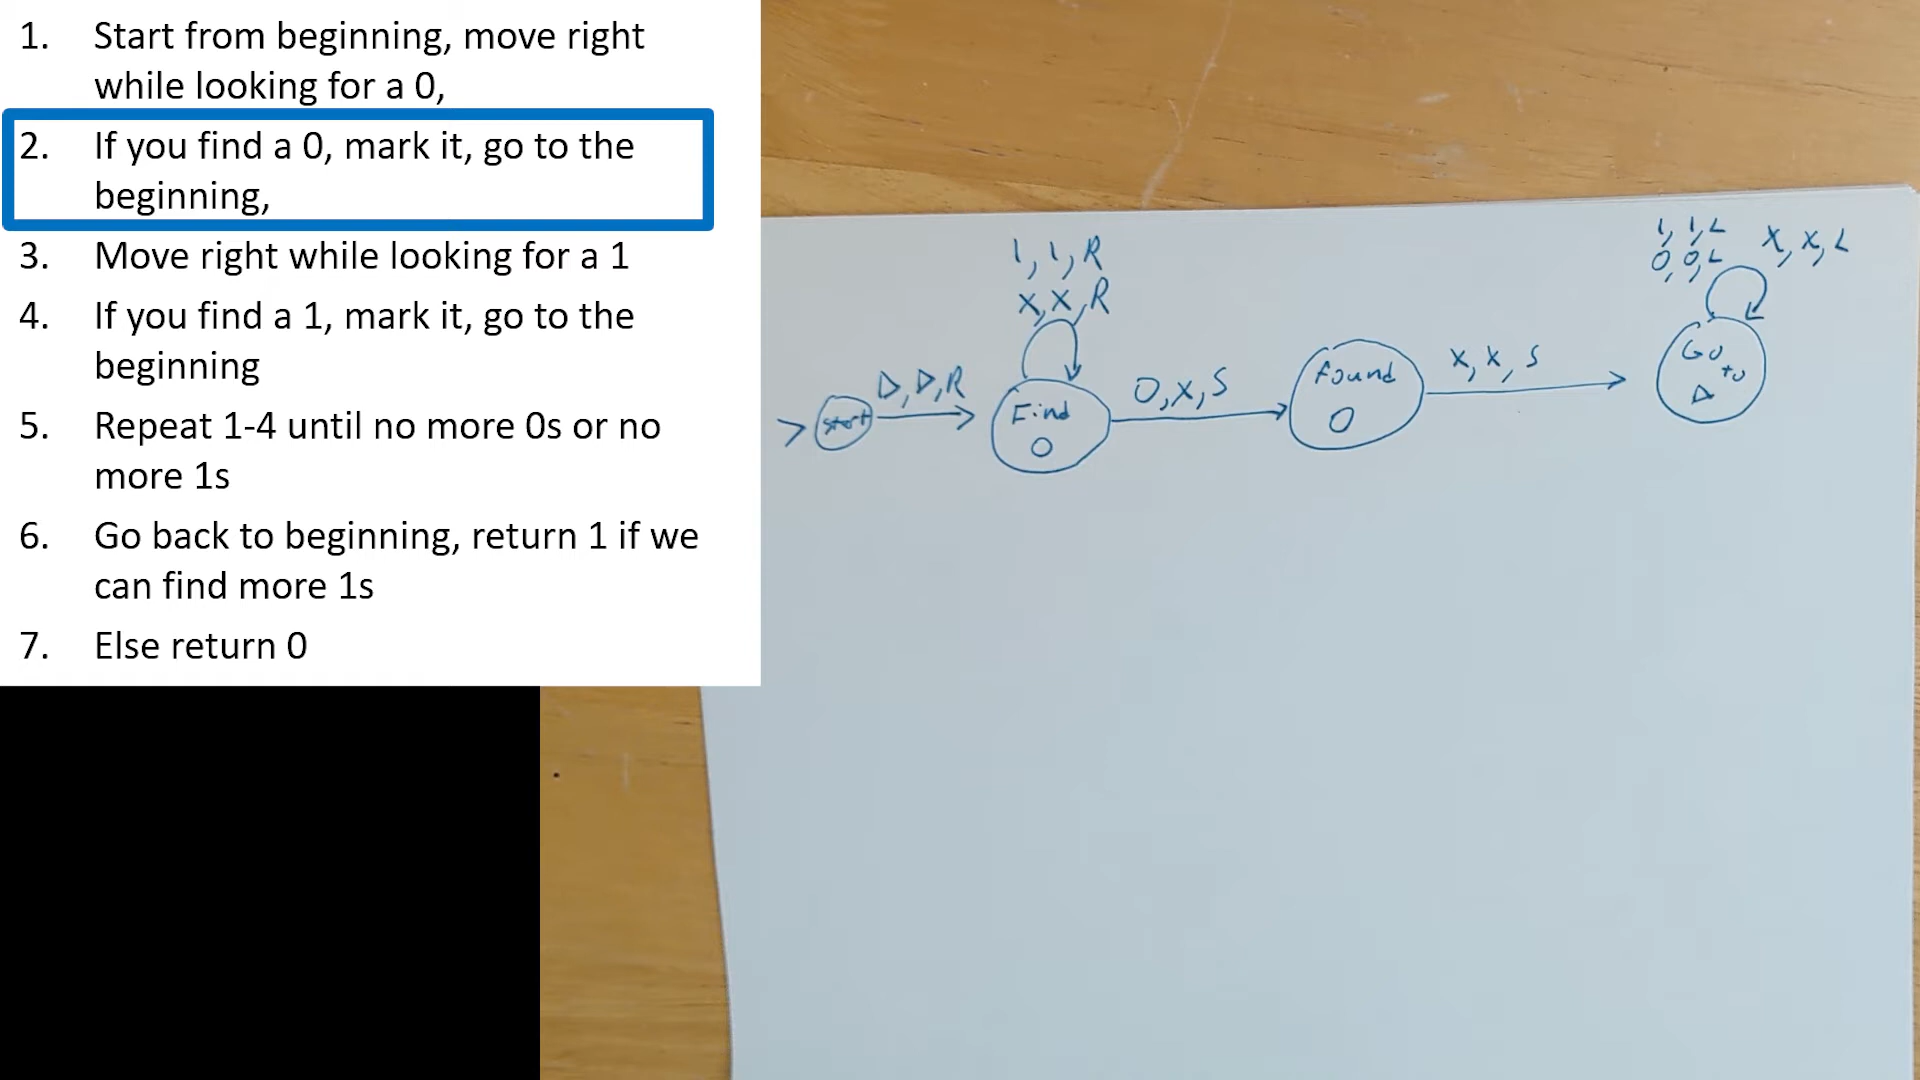 1. Start from beginning, move right
while looking for a 0,
2. If you find a 0, mark it, go to the
beginning,
3. Move right while looking for a 1
4. If you find a 1, mark it, go to the
beginning
5. Repeat 1-4 until no more 0s or no
more 1s
6. Go back to beginning, return 1 if we
can find more 1s
7. Else return 0
1, 1, R
X, X, R
> start
▷, ▷, R
Find
0
0, X, S
found
0
X, X, S
1, 1, L
0, 0, L
X, X, L
Go
to
▷